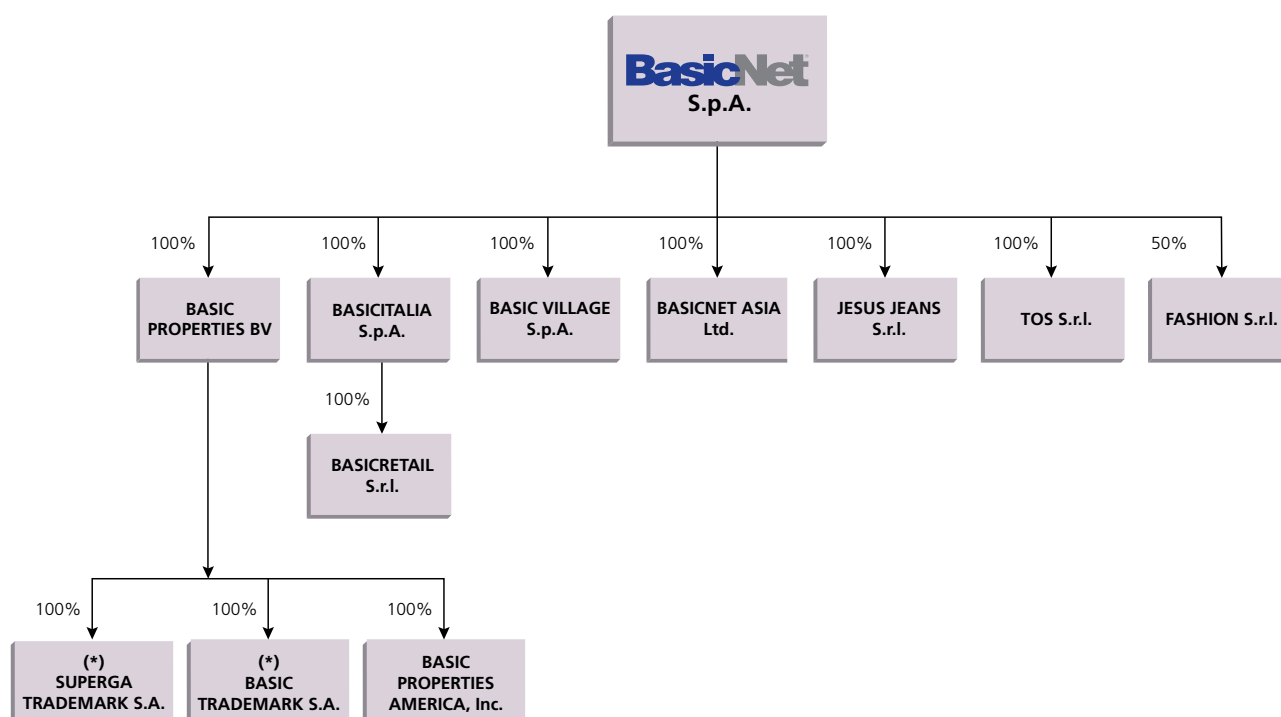 BasicNet
S.p.A.
100%
100%
100%
100%
100%
100%
50%
BASIC
PROPERTIES BV
BASICITALIA
S.p.A.
BASIC VILLAGE
S.p.A.
BASICNET ASIA
Ltd.
JESUS JEANS
S.r.l.
TOS S.r.l.
FASHION S.r.l.
100%
BASICRETAIL
S.r.l.
100%
100%
100%
(*)
SUPERGA
TRADEMARK S.A.
(*)
BASIC
TRADEMARK S.A.
BASIC
PROPERTIES
AMERICA, Inc.